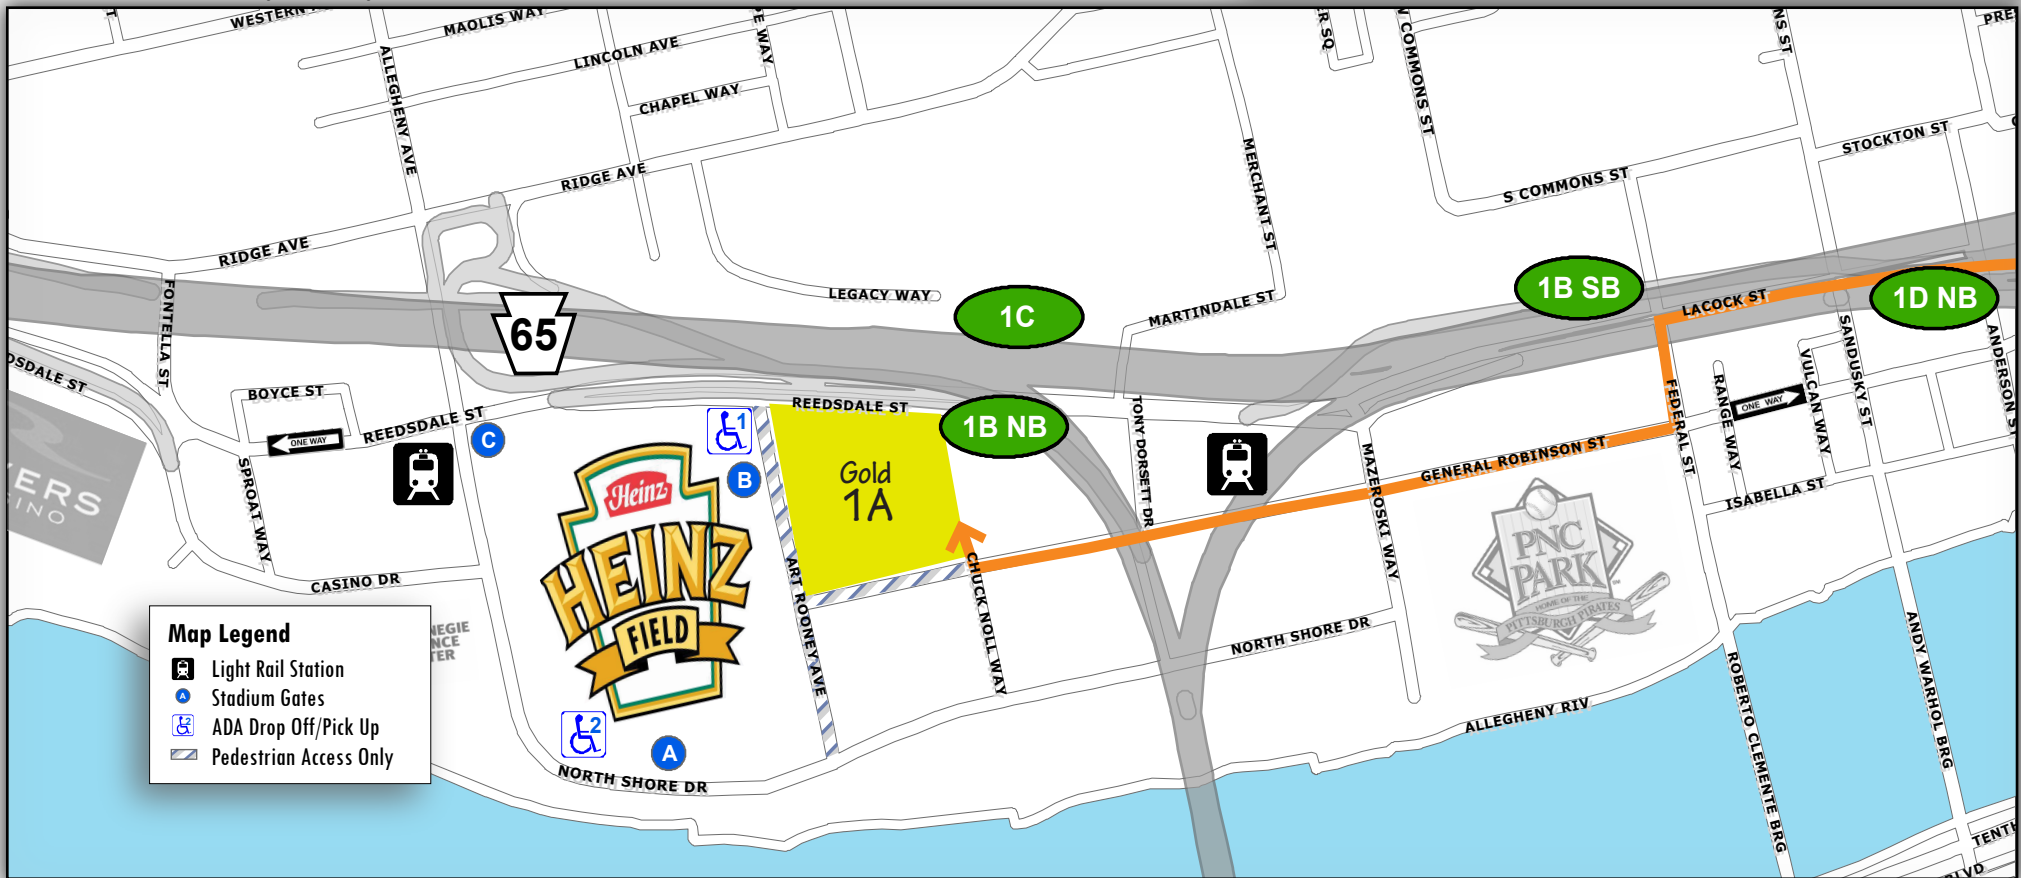 WESTERN
MAOLIS WAY
LINCOLN AVE
CHAPEL WAY
ALLEGHENY AVE
RIDGE AVE
RIDGE AVE
MERCHANT ST
COMMONS ST
S COMMONS ST
STOCKTON ST
LEGACY WAY
MARTINDALE ST
FONTELLA ST
65
1C
1B SB
1D NB
1B NB
LACOCK ST
SANDUSKY ST
ANDERSON ST
VULCAN WAY
RANGE WAY
FEDERAL ST
ONE WAY
BOYCE ST
ONE WAY
REEDSDALE ST
REEDSDALE ST
SPROAT WAY
CASINO DR
C
1
B
Heinz
HEINZ
FIELD
Gold
1A
TONY DORSETT DR
MAZEROSKI WAY
GENERAL ROBINSON ST
ISABELLA ST
PNC
PARK
HOME OF THE
PITTSBURGH PIRATES
ART ROONEY AVE
CHUCK NOLL WAY
NORTH SHORE DR
NORTH SHORE DR
2
A
ALLEGHENY RIV
ROBERTO CLEMENTE BRG
ANDY WARHOL BRG
Map Legend
Light Rail Station
A Stadium Gates
2 ADA Drop Off/Pick Up
Pedestrian Access Only